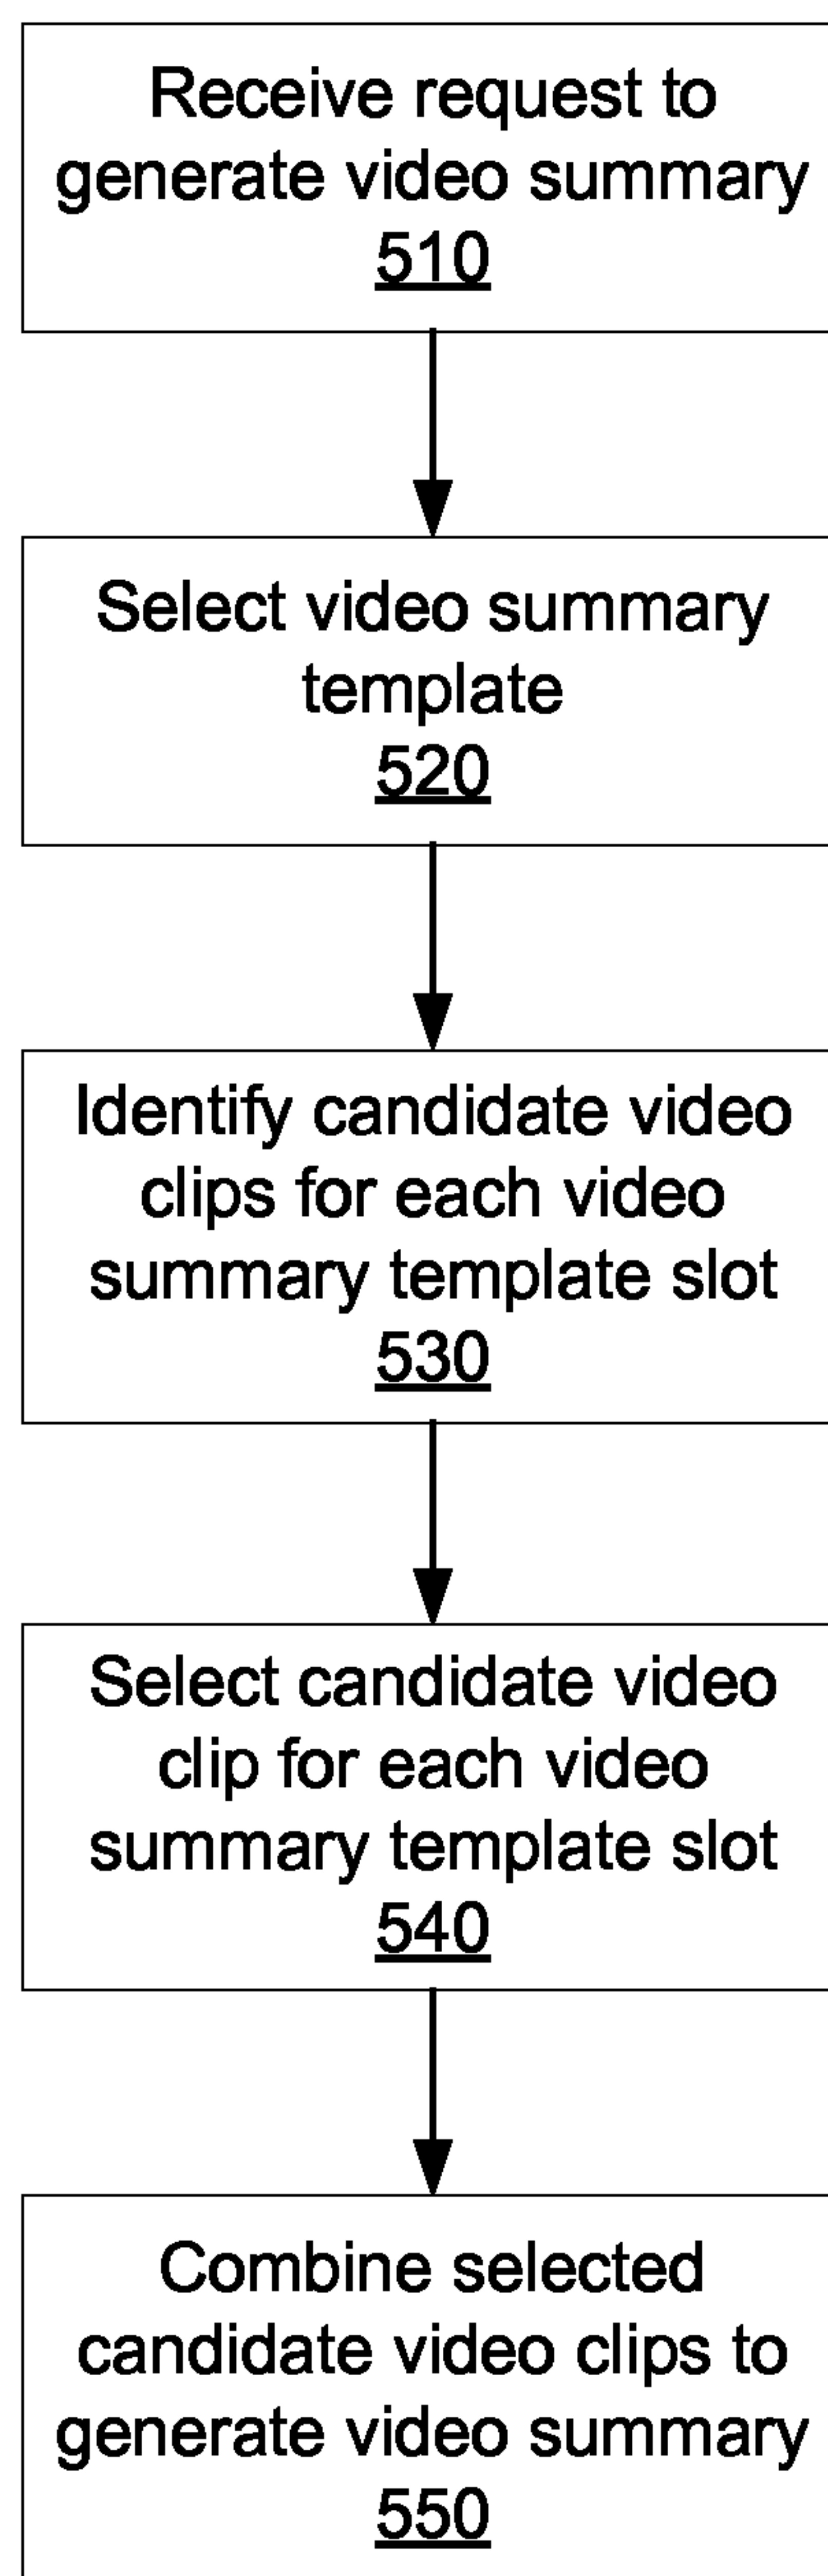 Receive request to
generate video summary
510
Select video summary
template
520
Identify candidate video
clips for each video
summary template slot
530
Select candidate video
clip for each video
summary template slot
540
Combine selected
candidate video clips to
generate video summary
550